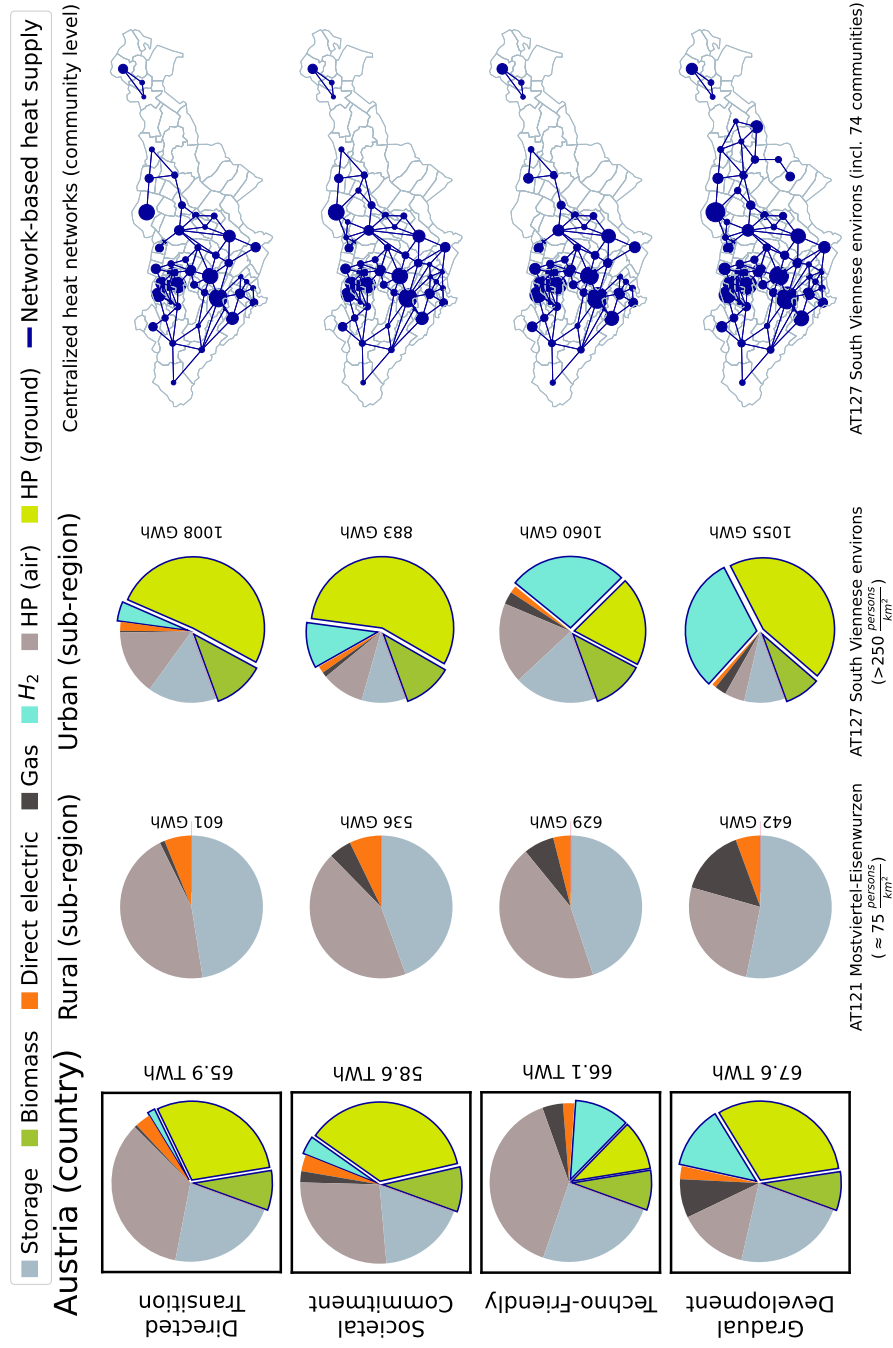 Storage Biomass Direct electric Gas H₂ HP (air) HP (ground) Network-based heat supply
Austria (country) Rural (sub-region) Urban (sub-region) Centralized heat networks (community level)
Directed
Transition
65.9 TWh 601 GWh 1008 GWh
Societal
Commitment
58.6 TWh 536 GWh 883 GWh
Techno-Friendly
66.1 TWh 629 GWh 1060 GWh
Gradual
Development
67.6 TWh 642 GWh 1055 GWh
AT121 Mostviertel-Eisenwurzen AT127 South Viennese environs AT127 South Viennese environs (incl. 74 communities)
(≈75 persons/km²) (>250 persons/km²)